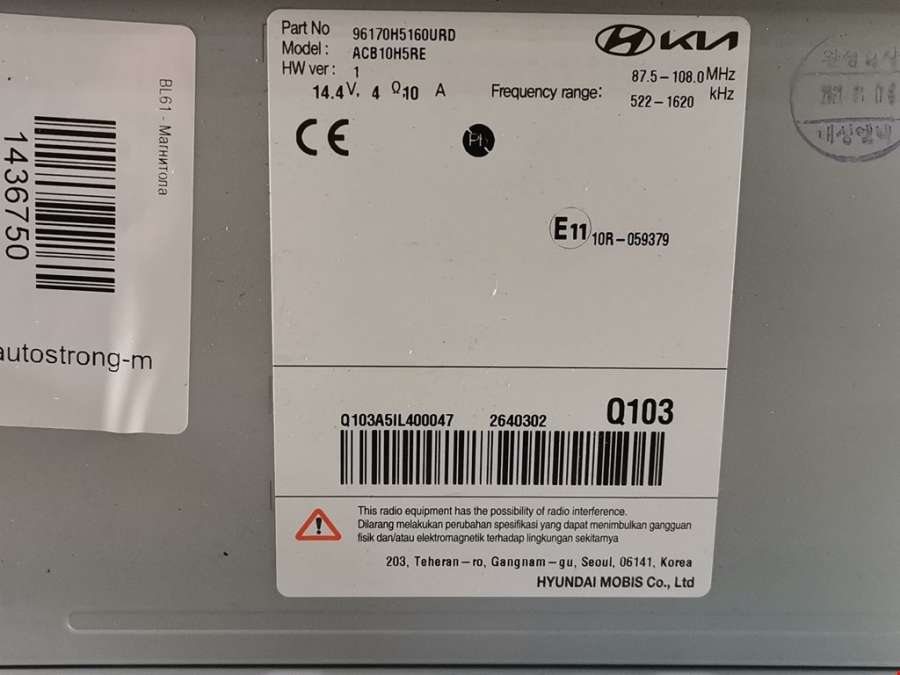 Part No 96170H5160URD
Model : ACB10H5RE
HW ver : 1
14.4V, 4 Ω,10 A
KIA
Frequency range: 87.5-108.0MHz
522-1620 kHz
CE
E11 10R-059379
Q103A5IL400047 2640302 Q103
This radio equipment has the possibility of radio interference.
Dilarang melakukan perubahan spesifikasi yang dapat menimbulkan gangguan
fisik dan/atau elektromagnetik terhadap lingkungan sekitarnya
203, Teheran-ro, Gangnam-gu, Seoul, 06141, Korea
HYUNDAI MOBIS Co., Ltd
BL61 - Магнитола
1436750
autostrong-m